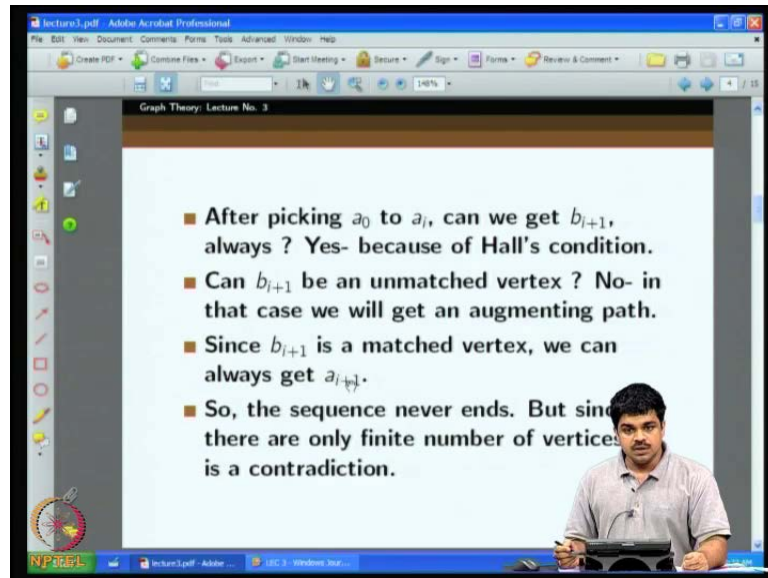 lecture3.pdf - Adobe Acrobat Professional
File Edit View Document Comments Forms Tools Advanced Window Help
Create PDF Combine Files Export Start Meeting Secure Sign Forms Review & Comment
148% 4 / 15
Graph Theory: Lecture No. 3
■ After picking a₀ to aᵢ, can we get bᵢ₊₁,
always ? Yes- because of Hall's condition.
■ Can bᵢ₊₁ be an unmatched vertex ? No- in
that case we will get an augmenting path.
■ Since bᵢ₊₁ is a matched vertex, we can
always get aᵢ₊₁.
■ So, the sequence never ends. But sinc
there are only finite number of vertices
is a contradiction.
NPTEL
lecture3.pdf - Adobe ... LEC 3 - Windows Jour...